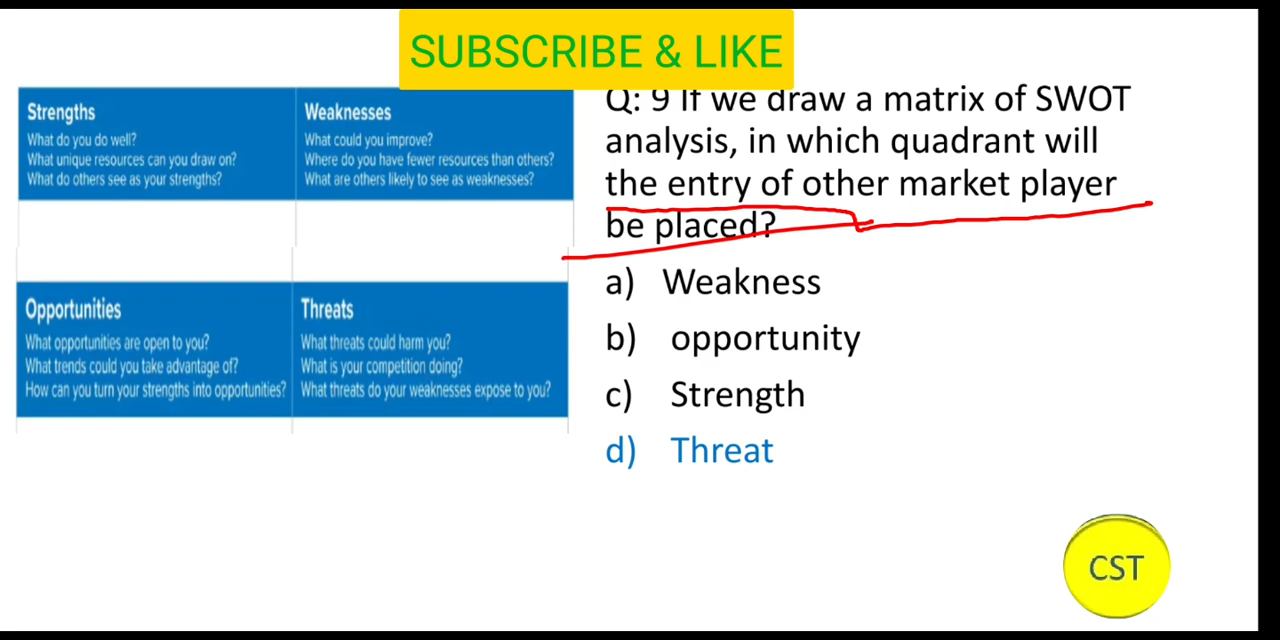 SUBSCRIBE & LIKE
Strengths
What do you do well?
What unique resources can you draw on?
What do others see as your strengths?
Weaknesses
What could you improve?
Where do you have fewer resources than others?
What are others likely to see as weaknesses?
Opportunities
What opportunities are open to you?
What trends could you take advantage of?
How can you turn your strengths into opportunities?
Threats
What threats could harm you?
What is your competition doing?
What threats do your weaknesses expose to you?
Q: 9 If we draw a matrix of SWOT
analysis, in which quadrant will
the entry of other market player
be placed?
a) Weakness
b) opportunity
c) Strength
d) Threat
CST